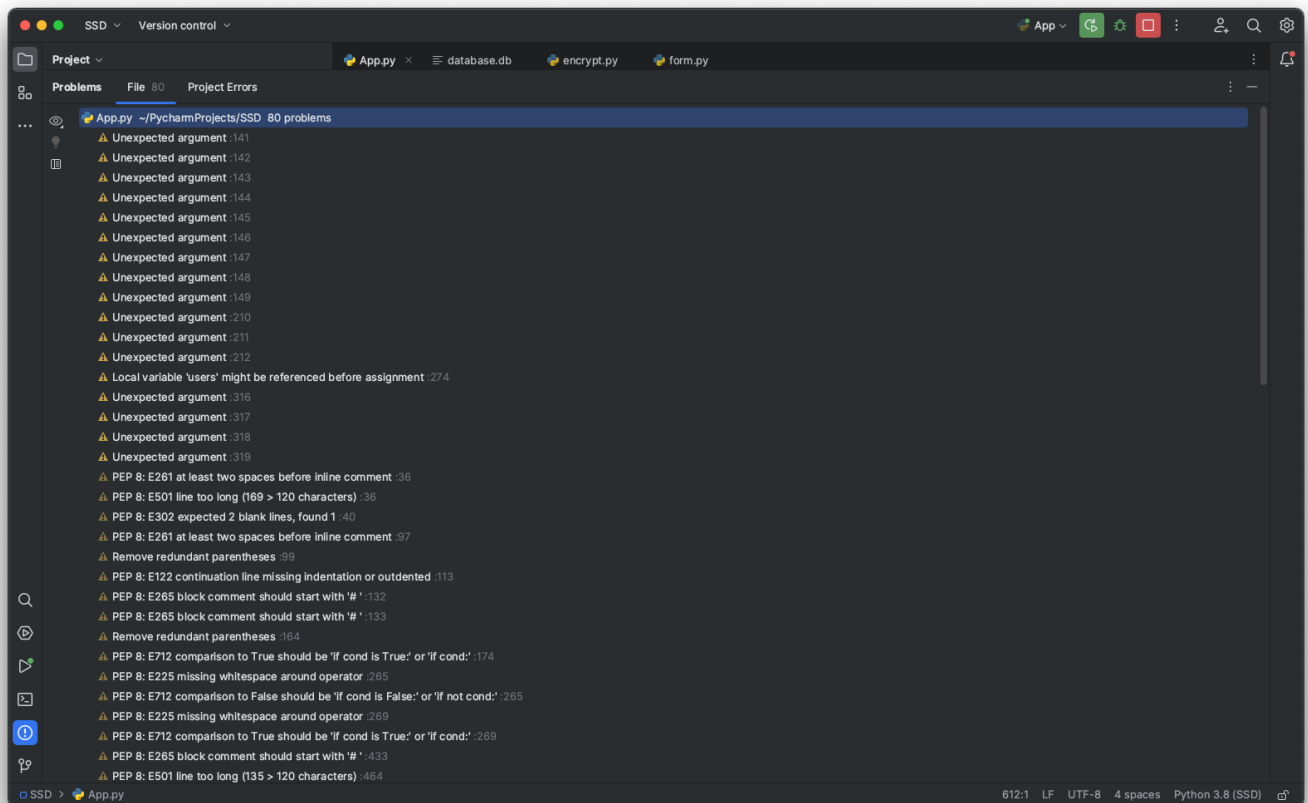 SSD Version control App
Project App.py database.db encrypt.py form.py
Problems File 80 Project Errors
App.py ~/PycharmProjects/SSD 80 problems
Unexpected argument :141
Unexpected argument :142
Unexpected argument :143
Unexpected argument :144
Unexpected argument :145
Unexpected argument :146
Unexpected argument :147
Unexpected argument :148
Unexpected argument :149
Unexpected argument :210
Unexpected argument :211
Unexpected argument :212
Local variable 'users' might be referenced before assignment :274
Unexpected argument :316
Unexpected argument :317
Unexpected argument :318
Unexpected argument :319
PEP 8: E261 at least two spaces before inline comment :36
PEP 8: E501 line too long (169 > 120 characters) :36
PEP 8: E302 expected 2 blank lines, found 1 :40
PEP 8: E261 at least two spaces before inline comment :97
Remove redundant parentheses :99
PEP 8: E122 continuation line missing indentation or outdented :113
PEP 8: E265 block comment should start with '# ' :132
PEP 8: E265 block comment should start with '# ' :133
Remove redundant parentheses :164
PEP 8: E712 comparison to True should be 'if cond is True:' or 'if cond:' :174
PEP 8: E225 missing whitespace around operator :265
PEP 8: E712 comparison to False should be 'if cond is False:' or 'if not cond:' :265
PEP 8: E225 missing whitespace around operator :269
PEP 8: E712 comparison to True should be 'if cond is True:' or 'if cond:' :269
PEP 8: E265 block comment should start with '# ' :433
PEP 8: E501 line too long (135 > 120 characters) :464
SSD > App.py 612:1 LF UTF-8 4 spaces Python 3.8 (SSD)